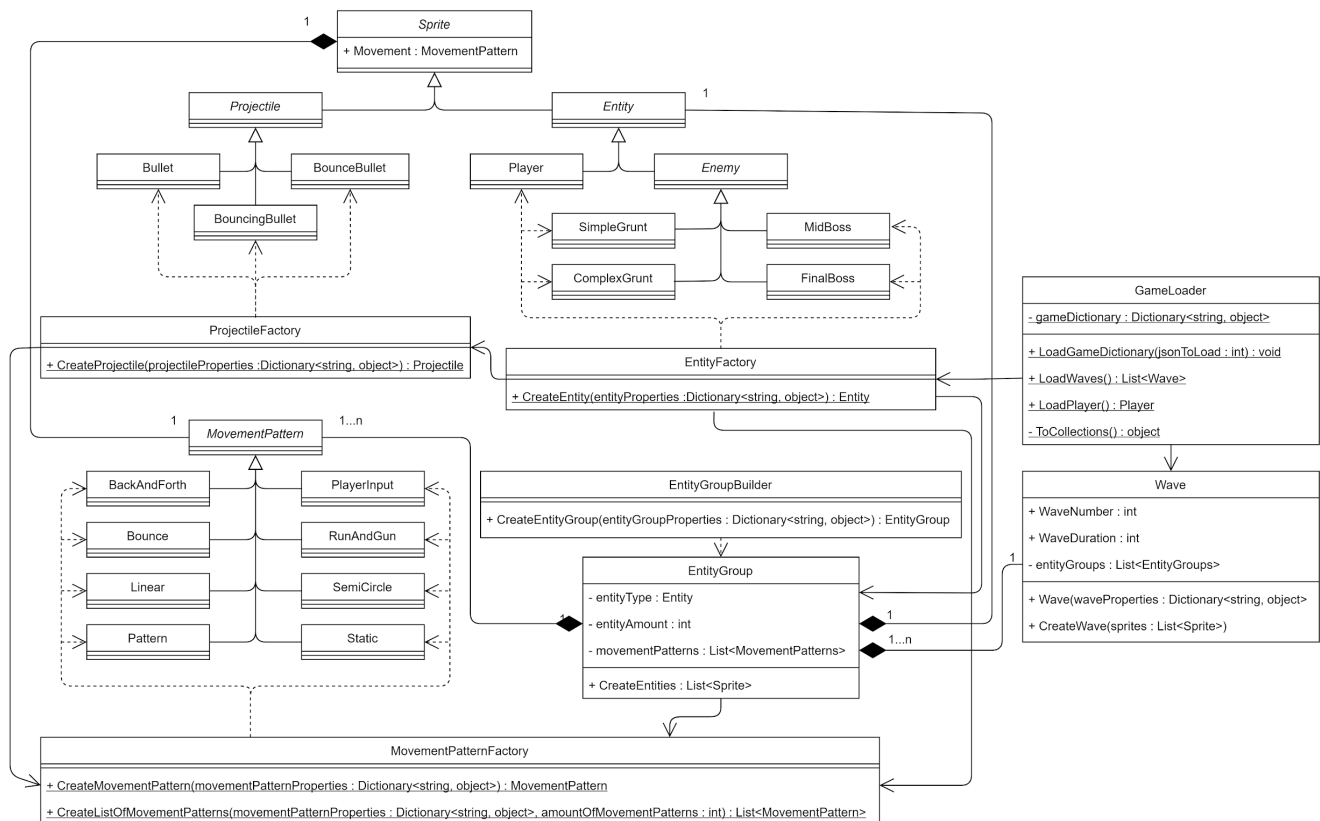 1
Sprite
+ Movement : MovementPattern
Projectile
Entity
1
Bullet
BounceBullet
Player
Enemy
BouncingBullet
SimpleGrunt
MidBoss
ComplexGrunt
FinalBoss
GameLoader
- gameDictionary : Dictionary<string, object>
+ LoadGameDictionary(jsonToLoad : int) : void
+ LoadWaves() : List<Wave>
+ LoadPlayer() : Player
- ToCollections() : object
ProjectileFactory
+ CreateProjectile(projectileProperties :Dictionary<string, object>) : Projectile
EntityFactory
+ CreateEntity(entityProperties :Dictionary<string, object>) : Entity
1
MovementPattern
1...n
BackAndForth
PlayerInput
Bounce
RunAndGun
Linear
SemiCircle
Pattern
Static
EntityGroupBuilder
+ CreateEntityGroup(entityGroupProperties : Dictionary<string, object>) : EntityGroup
Wave
+ WaveNumber : int
+ WaveDuration : int
- entityGroups : List<EntityGroups>
+ Wave(waveProperties : Dictionary<string, object>
+ CreateWave(sprites : List<Sprite>)
1
EntityGroup
- entityType : Entity
- entityAmount : int
- movementPatterns : List<MovementPatterns>
+ CreateEntities : List<Sprite>
1
1
1...n
MovementPatternFactory
+ CreateMovementPattern(movementPatternProperties : Dictionary<string, object>) : MovementPattern
+ CreateListOfMovementPatterns(movementPatternProperties : Dictionary<string, object>, amountOfMovementPatterns : int) : List<MovementPattern>